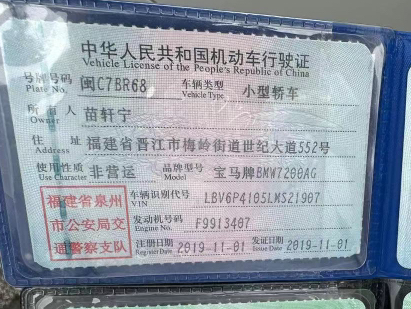 中华人民共和国机动车行驶证
Vehicle License of the People's Republic of China
号牌号码 闽C7BR68 车辆类型 小型轿车
Plate No. Vehicle Type
所有人 苗轩宁
Owner
住址 福建省晋江市梅岭街道世纪大道552号
Address
使用性质 非营运 品牌型号 宝马牌BMW7200AG
Use Character Model
福建省泉州 车辆识别代号 LBV6P4105LMS21907
VIN
市公安局交 发动机号码 F9913407
Engine No.
通警察支队 注册日期 2019-11-01 发证日期 2019-11-01
Register Date Issue Date